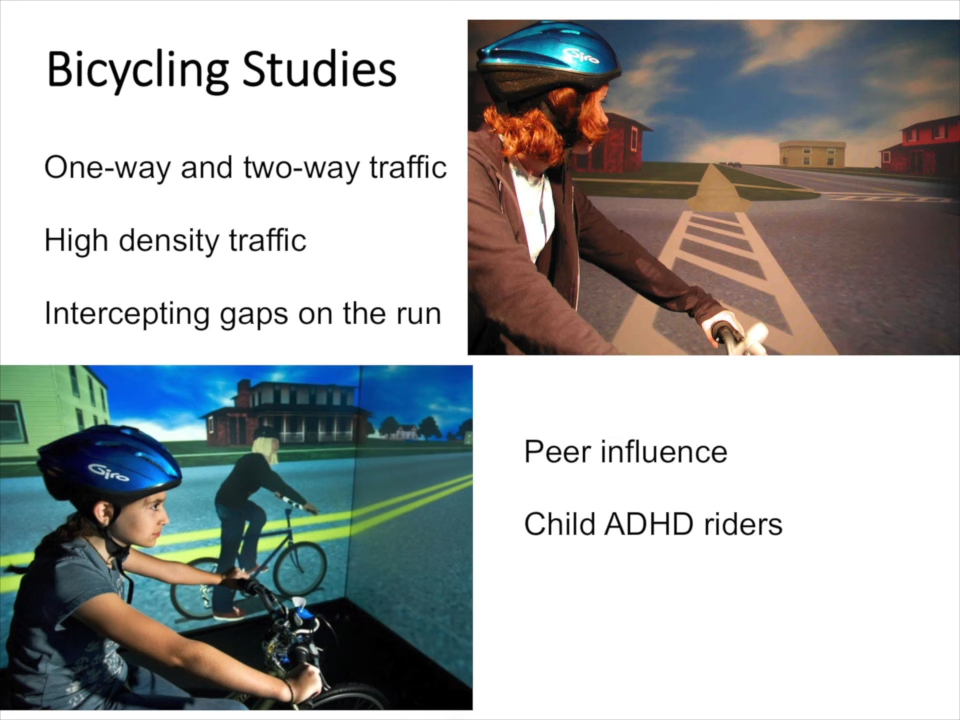 Bicycling Studies
One-way and two-way traffic
High density traffic
Intercepting gaps on the run
Giro
Giro
Peer influence
Child ADHD riders